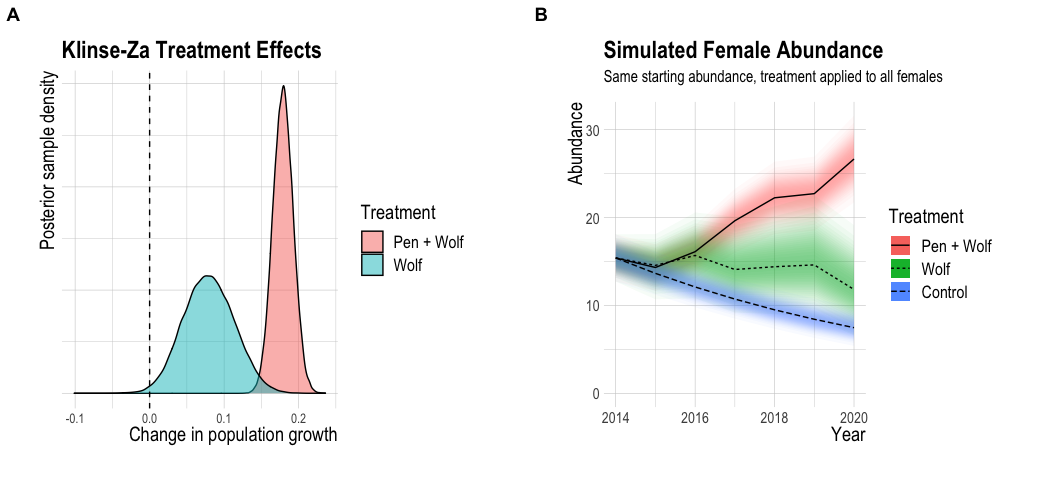 A
Klinse-Za Treatment Effects
Posterior sample density
-0.1 0.0 0.1 0.2
Change in population growth
Treatment
Pen + Wolf
Wolf
B
Simulated Female Abundance
Same starting abundance, treatment applied to all females
Abundance
30
20
10
0
2014 2016 2018 2020
Year
Treatment
Pen + Wolf
Wolf
Control